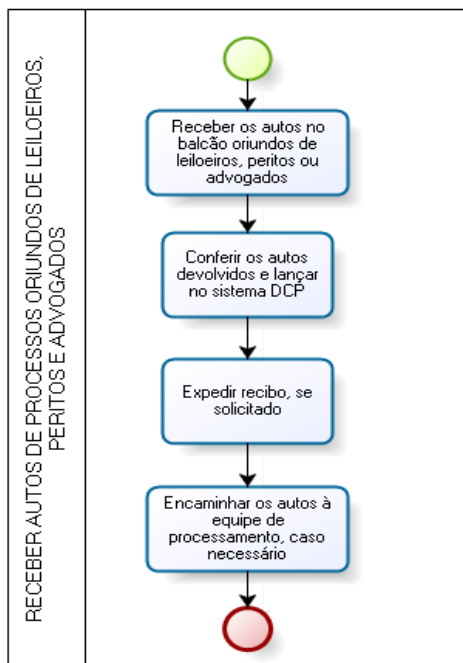 RECEBER AUTOS DE PROCESSOS ORIUNDOS DE LEILOEIROS,
PERITOS E ADVOGADOS
Receber os autos no
balcão oriundos de
leiloeiros, peritos ou
advogados
Conferir os autos
devolvidos e lançar
no sistema DCP
Expedir recibo, se
solicitado
Encaminhar os autos à
equipe de
processamento, caso
necessário